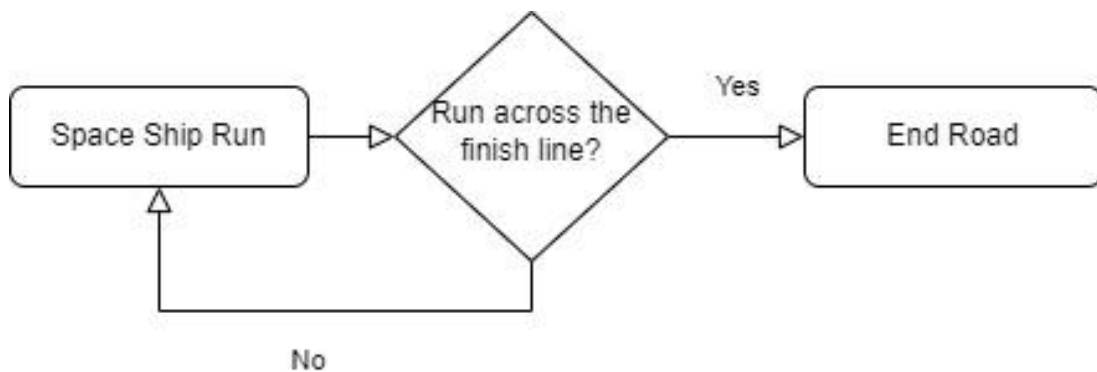 Yes
Space Ship Run
Run across the
finish line?
End Road
No